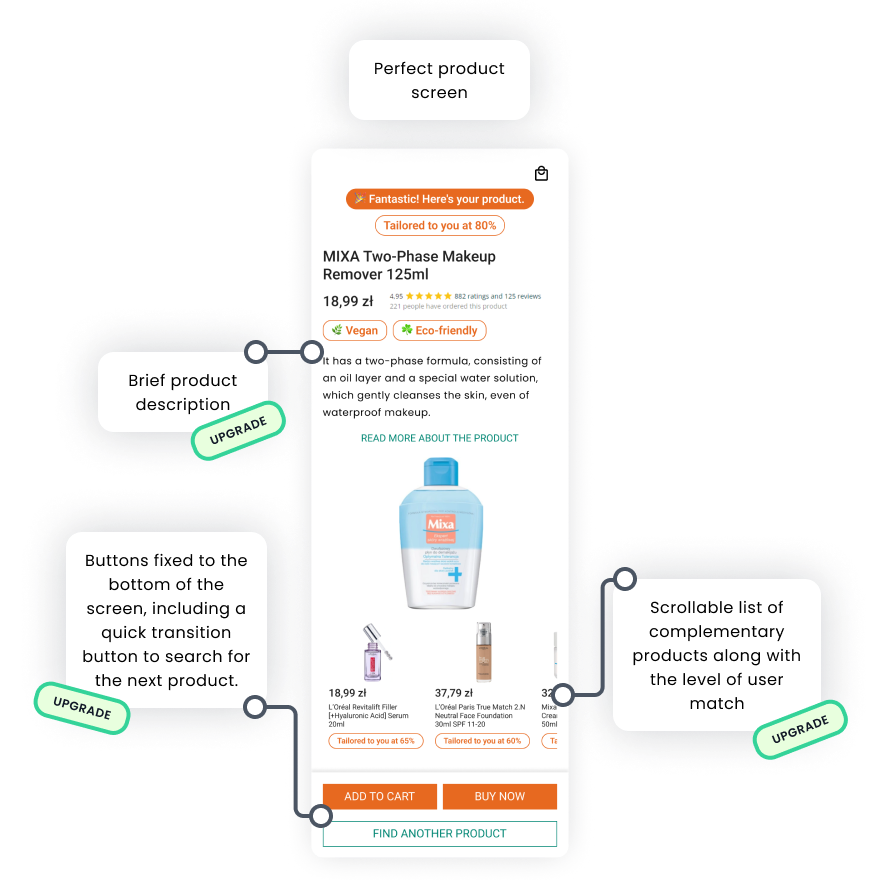 Perfect product
screen
🎉 Fantastic! Here's your product.
Tailored to you at 80%
MIXA Two-Phase Makeup
Remover 125ml
18,99 zł
4,95 ★★★★★ 882 ratings and 125 reviews
221 people have ordered this product
🌿 Vegan
☘️ Eco-friendly
It has a two-phase formula, consisting of
an oil layer and a special water solution,
which gently cleanses the skin, even of
waterproof makeup.
READ MORE ABOUT THE PRODUCT
Brief product
description
UPGRADE
Mixa
Buttons fixed to the
bottom of the
screen, including a
quick transition
button to search for
the next product.
UPGRADE
Scrollable list of
complementary
products along with
the level of user
match
UPGRADE
18,99 zł
L'Oréal Revitalift Filler
[+Hyaluronic Acid] Serum
20ml
Tailored to you at 65%
37,79 zł
L'Oréal Paris True Match 2.N
Neutral Face Foundation
30ml SPF 11-20
Tailored to you at 60%
32
Mixa
Crea
50ml
Ta
ADD TO CART
BUY NOW
FIND ANOTHER PRODUCT